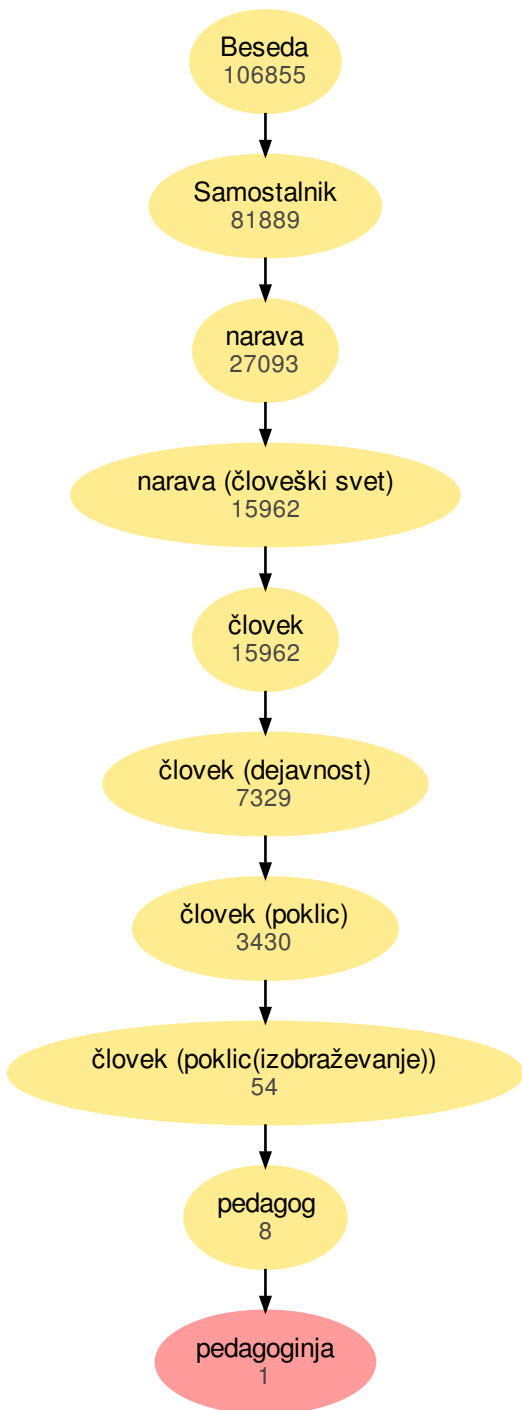 Beseda
106855
Samostalnik
81889
narava
27093
narava (človeški svet)
15962
človek
15962
človek (dejavnost)
7329
človek (poklic)
3430
človek (poklic(izobraževanje))
54
pedagog
8
pedagoginja
1